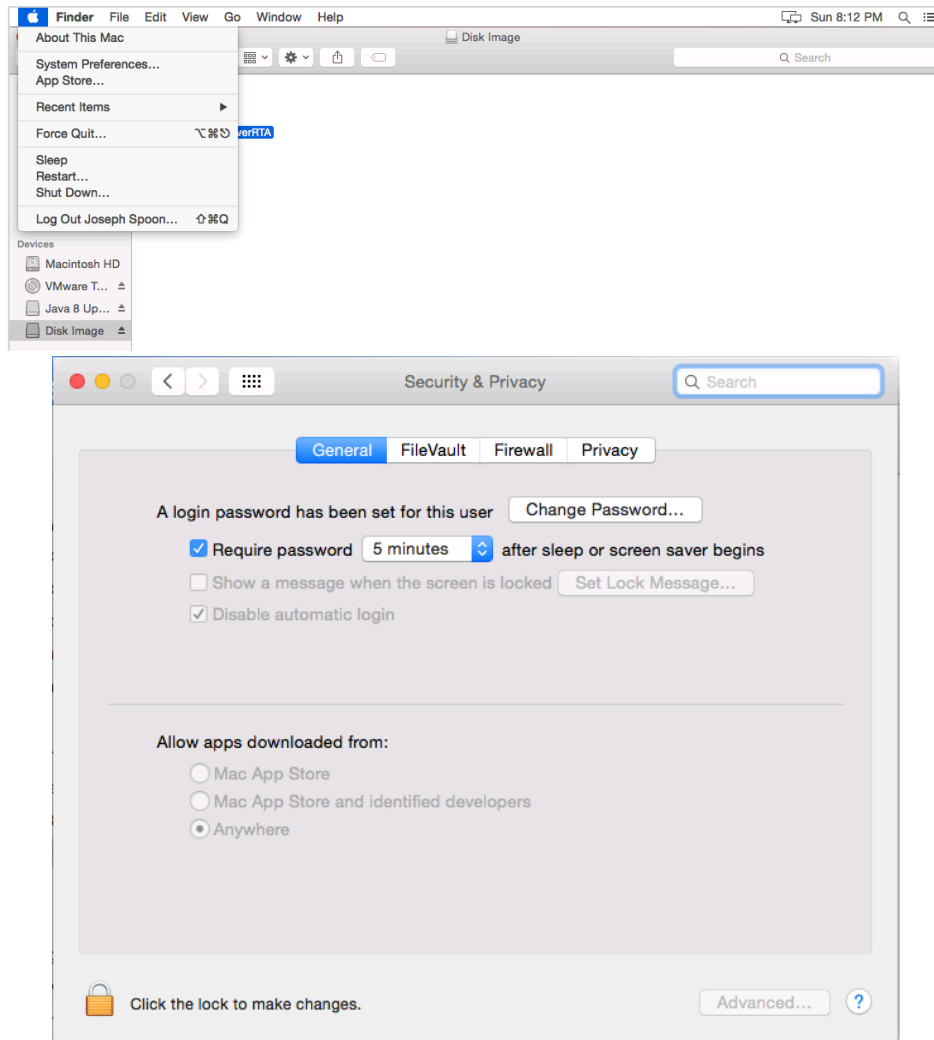 Finder File Edit View Go Window Help Sun 8:12 PM
About This Mac
Disk Image
System Preferences...
Search
App Store...
Recent Items
Force Quit... ⌥⌘⎋
verRTA
Sleep
Restart...
Shut Down...
Log Out Joseph Spoon... ⇧⌘Q
Devices
Macintosh HD
VMware T...
Java 8 Up...
Disk Image
Security & Privacy
Search
General FileVault Firewall Privacy
A login password has been set for this user Change Password...
Require password 5 minutes after sleep or screen saver begins
Show a message when the screen is locked Set Lock Message...
Disable automatic login
Allow apps downloaded from:
Mac App Store
Mac App Store and identified developers
Anywhere
Click the lock to make changes.
Advanced... ?